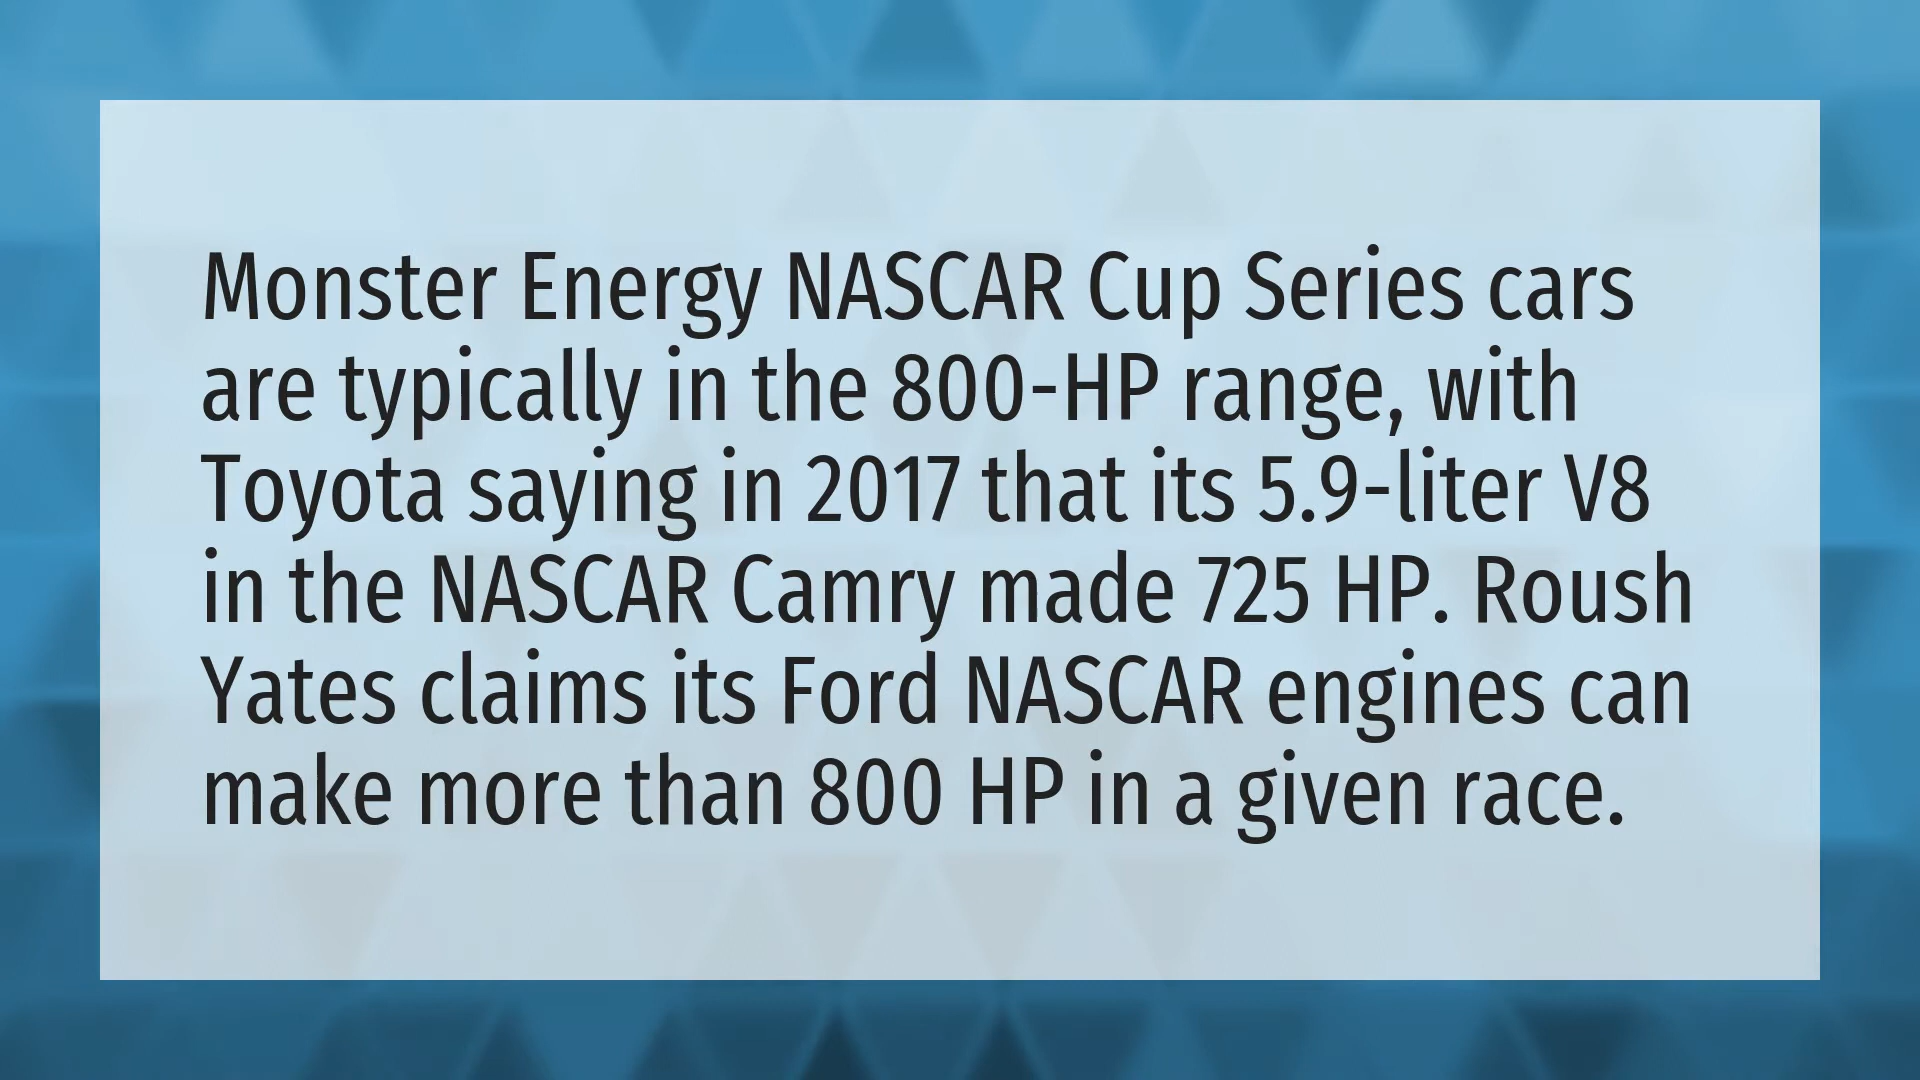 Monster Energy NASCAR Cup Series cars
are typically in the 800-HP range, with
Toyota saying in 2017 that its 5.9-liter V8
in the NASCAR Camry made 725 HP. Roush
Yates claims its Ford NASCAR engines can
make more than 800 HP in a given race.